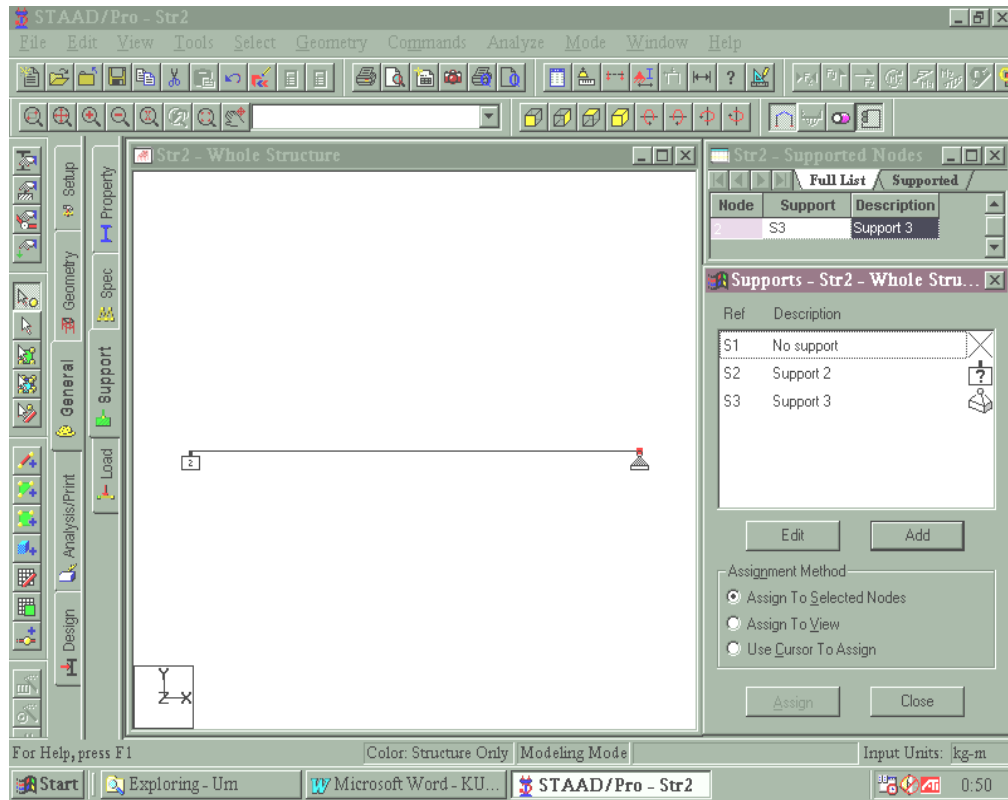 STAAD/Pro - Str2
File Edit View Tools Select Geometry Commands Analyze Mode Window Help
Str2 - Whole Structure
Str2 - Supported Nodes
Full List Supported
Node Support Description
2 S3 Support 3
Supports - Str2 - Whole Stru...
Ref Description
S1 No support
S2 Support 2
?
S3 Support 3
Edit Add
Assignment Method
Assign To Selected Nodes
Assign To View
Use Cursor To Assign
Assign Close
Setup
Geometry
General
Analysis/Print
Design
Property
Spec
Support
Load
2
Y
Z X
For Help, press F1 Color: Structure Only Modeling Mode Input Units: kg-m
Start Exploring - Um Microsoft Word - KU... STAAD/Pro - Str2 0:50